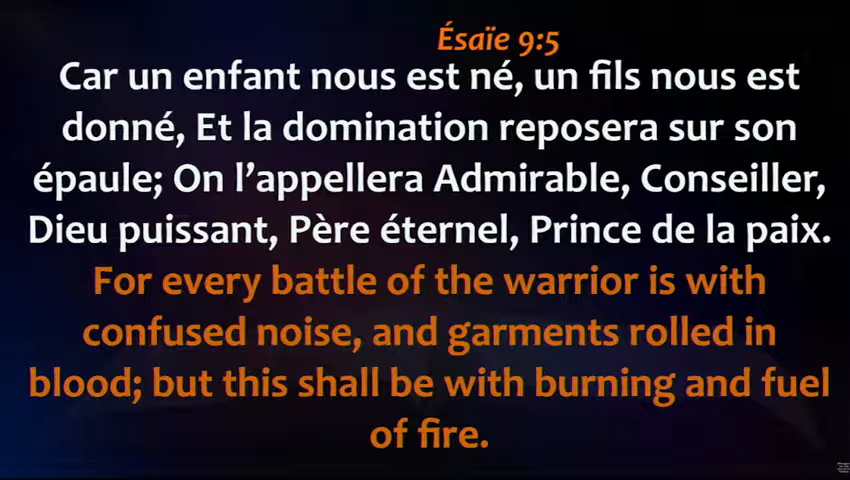 Ésaïe 9:5
Car un enfant nous est né, un fils nous est
donné, Et la domination reposera sur son
épaule; On l’appellera Admirable, Conseiller,
Dieu puissant, Père éternel, Prince de la paix.
For every battle of the warrior is with
confused noise, and garments rolled in
blood; but this shall be with burning and fuel
of fire.